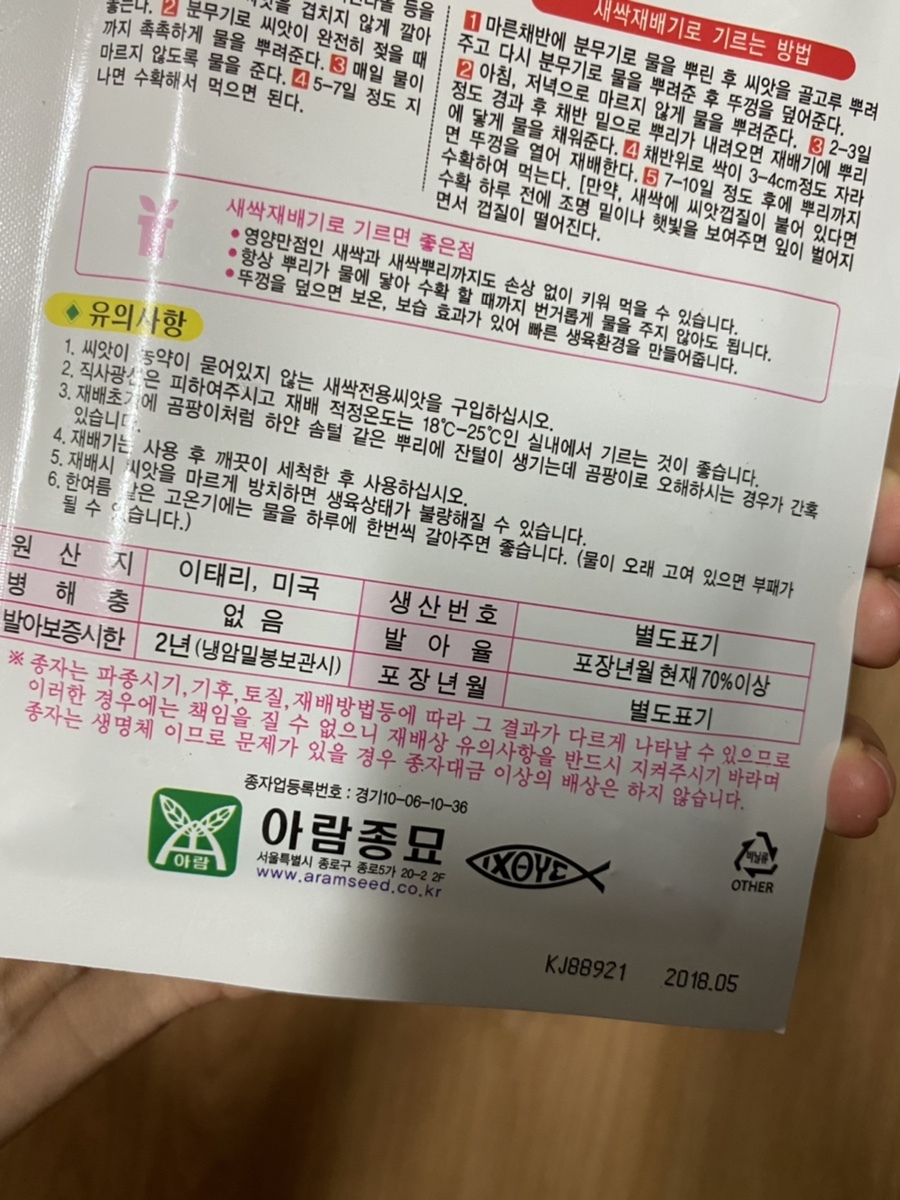 씨앗을 겹치지 않게 깔아
놓는다. 2 분무기로 씨앗이 완전히 젖을 때
까지 촉촉하게 물을 뿌려준다. 3 매일 물이
마르지 않도록 물을 준다. 4 5-7일 정도 지
나면 수확해서 먹으면 된다.
새싹재배기로 기르는 방법
1 마른채반에 분무기로 물을 뿌린 후 씨앗을 골고루 뿌려
주고 다시 분무기로 물을 뿌려준 후 뚜껑을 덮어준다.
2 아침, 저녁으로 마르지 않게 물을 뿌려준다. 3 2-3일
정도 경과 후 채반 밑으로 뿌리가 내려오면 재배기에 뿌리
에 닿게 물을 채워준다. 4 채반위로 싹이 3-4cm정도 자라
면 뚜껑을 열어 재배한다. 5 7-10일 정도 후에 뿌리까지
수확하여 먹는다. [만약, 새싹에 씨앗껍질이 붙어 있다면
수확 하루 전에 조명 밑이나 햇빛을 보여주면 잎이 벌어지
면서 껍질이 떨어진다.
새싹재배기로 기르면 좋은점
• 영양만점인 새싹과 새싹뿌리까지도 손상 없이 키워 먹을 수 있습니다.
• 항상 뿌리가 물에 닿아 수확 할 때까지 번거롭게 물을 주지 않아도 됩니다.
• 뚜껑을 덮으면 보온, 보습 효과가 있어 빠른 생육환경을 만들어줍니다.
유의사항
1. 씨앗이 농약이 묻어있지 않는 새싹전용씨앗을 구입하십시오.
2. 직사광선은 피하여주시고 재배 적정온도는 18℃-25℃인 실내에서 기르는 것이 좋습니다.
3. 재배초기에 곰팡이처럼 하얀 솜털 같은 뿌리에 잔털이 생기는데 곰팡이로 오해하시는 경우가 간혹
있습니다.
4. 재배기는 사용 후 깨끗이 세척한 후 사용하십시오.
5. 재배시 씨앗을 마르게 방치하면 생육상태가 불량해질 수 있습니다.
6. 한여름 같은 고온기에는 물을 하루에 한번씩 갈아주면 좋습니다. (물이 오래 고여 있으면 부패가
될 수 있습니다.)
원 산 지 이태리, 미국 생산번호 별도표기
병 해 충 없음 발 아 율 포장년월 현재 70%이상
발아보증시한 2년(냉암밀봉보관시) 포장년월 별도표기
※ 종자는 파종시기, 기후, 토질, 재배방법등에 따라 그 결과가 다르게 나타날 수 있으므로
이러한 경우에는 책임을 질 수 없으니 재배상 유의사항을 반드시 지켜주시기 바라며
종자는 생명체 이므로 문제가 있을 경우 종자대금 이상의 배상은 하지 않습니다.
종자업등록번호 : 경기10-06-10-36
아람
아람종묘
서울특별시 종로구 종로5가 20-2 2F
www.aramseed.co.kr
ΙΧΘΥΣ
비닐류
OTHER
KJ88921 2018.05